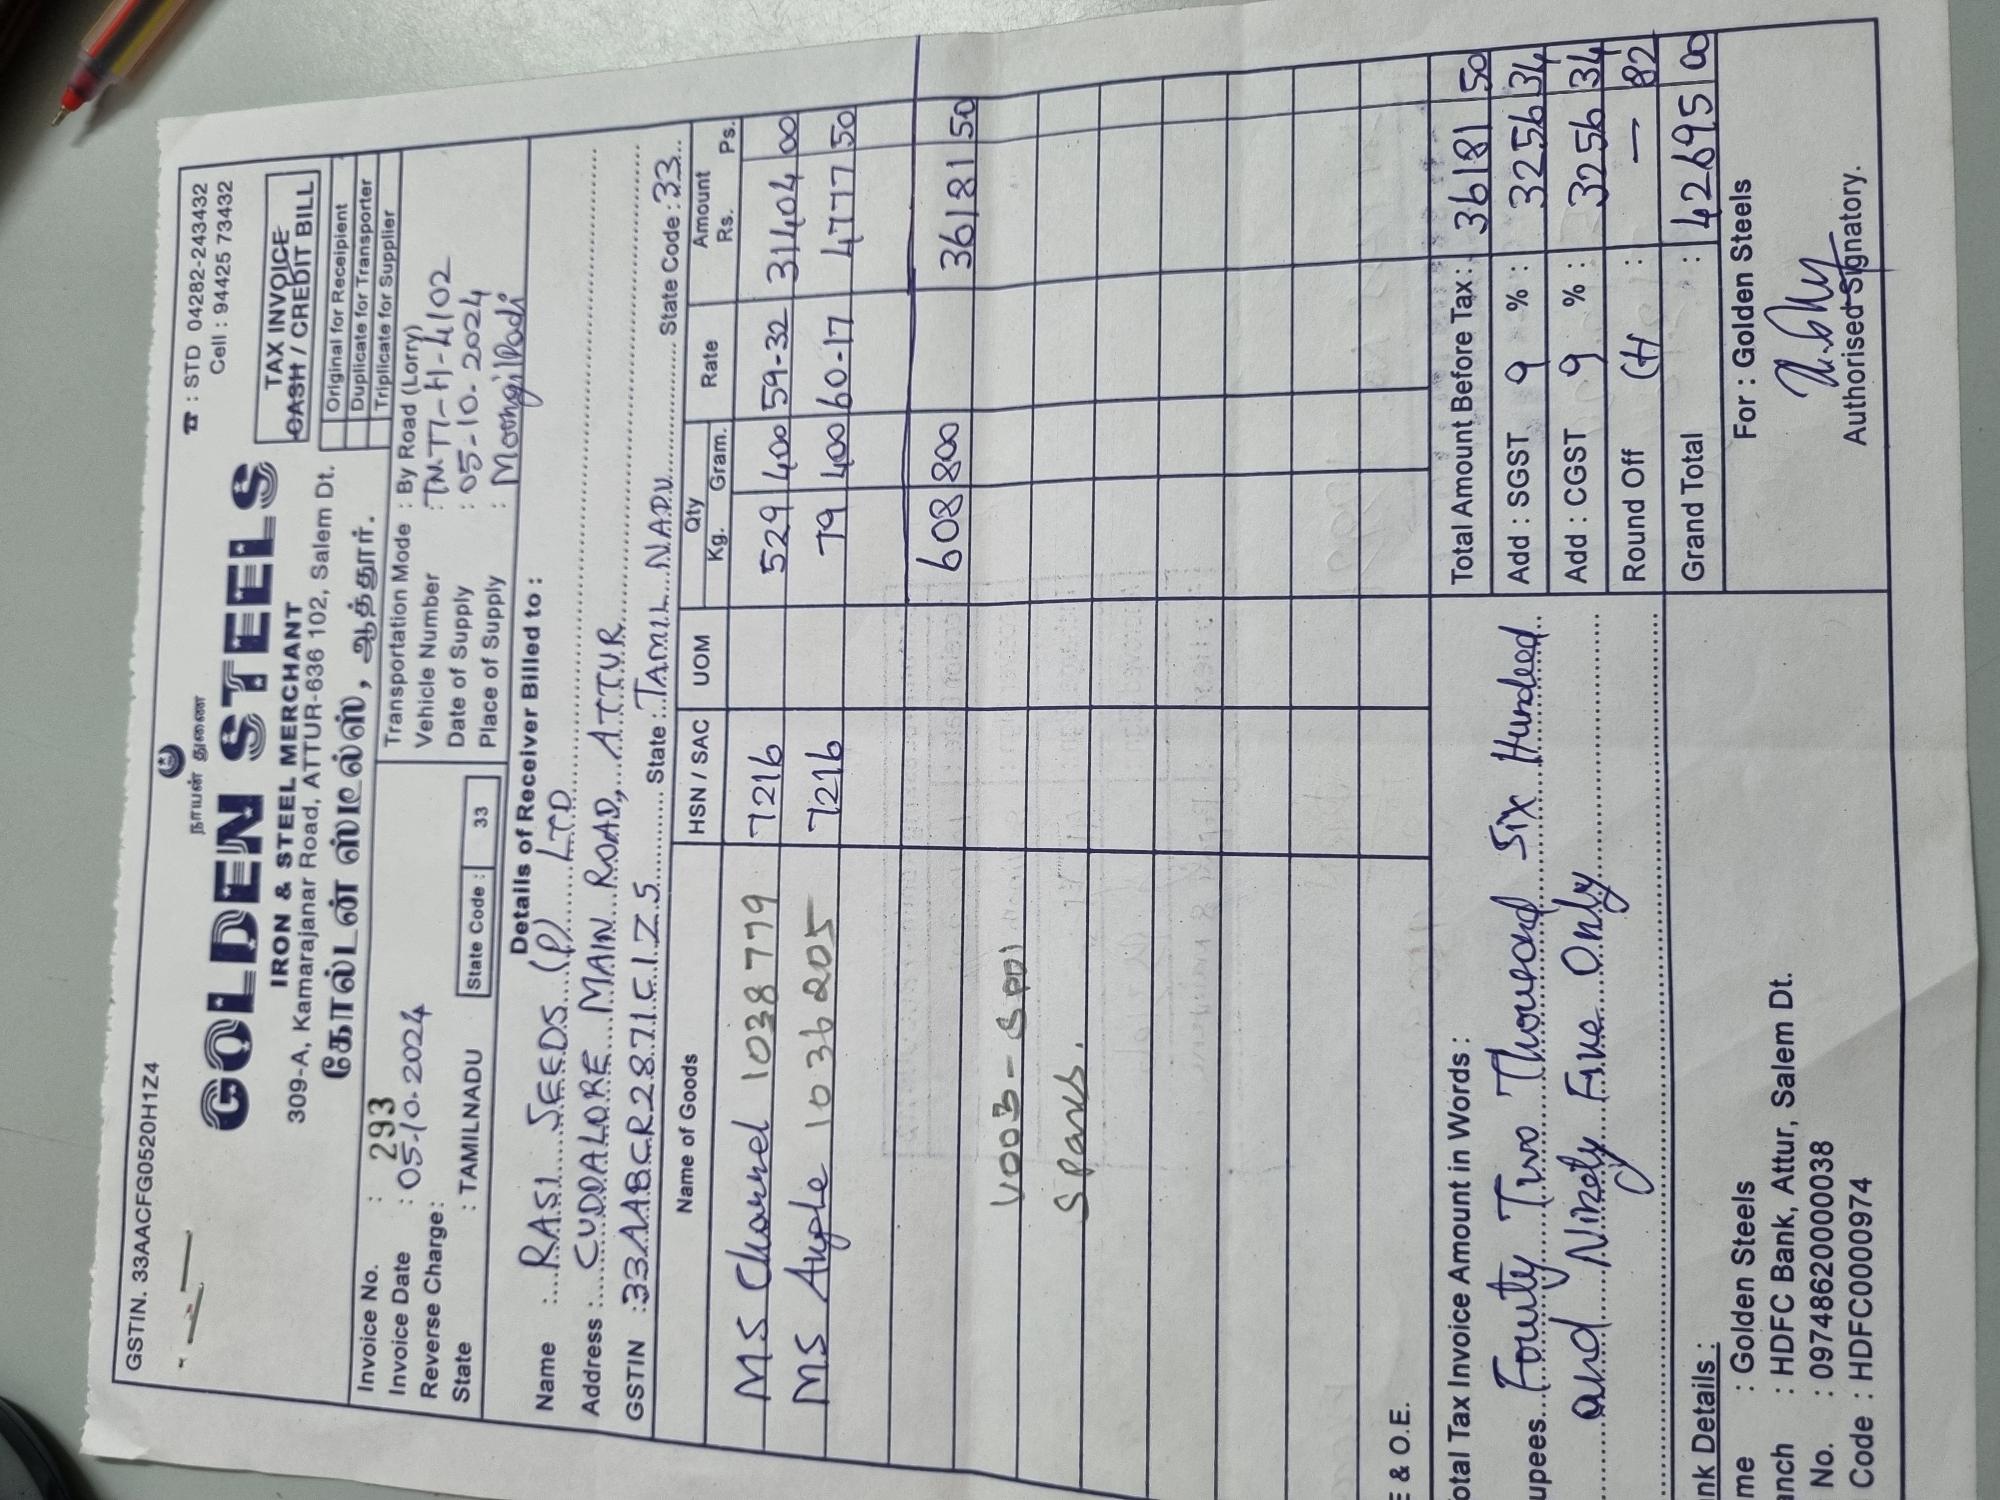 GSTIN. 33AACFG0520H1Z4
நாயன் துணை
☎ : STD 04282-243432
Cell : 94425 73432
GOLDEN STEELS
IRON & STEEL MERCHANT
309-A, Kamarajanar Road, ATTUR-636 102, Salem Dt.
கோல்டன் ஸ்டீல்ஸ், ஆத்தூர்.
TAX INVOICE
CASH / CREDIT BILL
Original for Receipient
Duplicate for Transporter
Triplicate for Supplier
Invoice No. : 293
Invoice Date : 05-10-2024
Reverse Charge :
State : TAMILNADU State Code : 33
Transportation Mode : By Road (Lorry)
Vehicle Number : TN-77-H-4102
Date of Supply : 05-10-2024
Place of Supply : MoongilPadi
Details of Receiver Billed to :
Name : RASI SEEDS (P) LTD
Address : CUDDALORE MAIN ROAD, ATTUR
GSTIN : 33AABCR2871C1Z5 State : TAMIL NADU State Code : 33
Name of Goods HSN / SAC UOM Qty Kg. Gram. Rate Amount Rs. Ps.
MS Channel 1038779 7216 529 400 59-32 31404 00
MS Angle 1036205 7216 79 400 60-17 4777 50
608 800 36181 50
V003 - SP01
Spares.
E & O.E.
otal Tax Invoice Amount in Words :
upees Fourty Two Thousand Six Hundred
and Ninety Five Only
Total Amount Before Tax : 36181 50
Add : SGST 9 % : 3256 34
Add : CGST 9 % : 3256 34
Round Off (+) : — 82
Grand Total : 42695 00
nk Details :
me : Golden Steels
anch : HDFC Bank, Attur, Salem Dt.
No. : 09748620000038
Code : HDFC0000974
For : Golden Steels
Authorised Signatory.